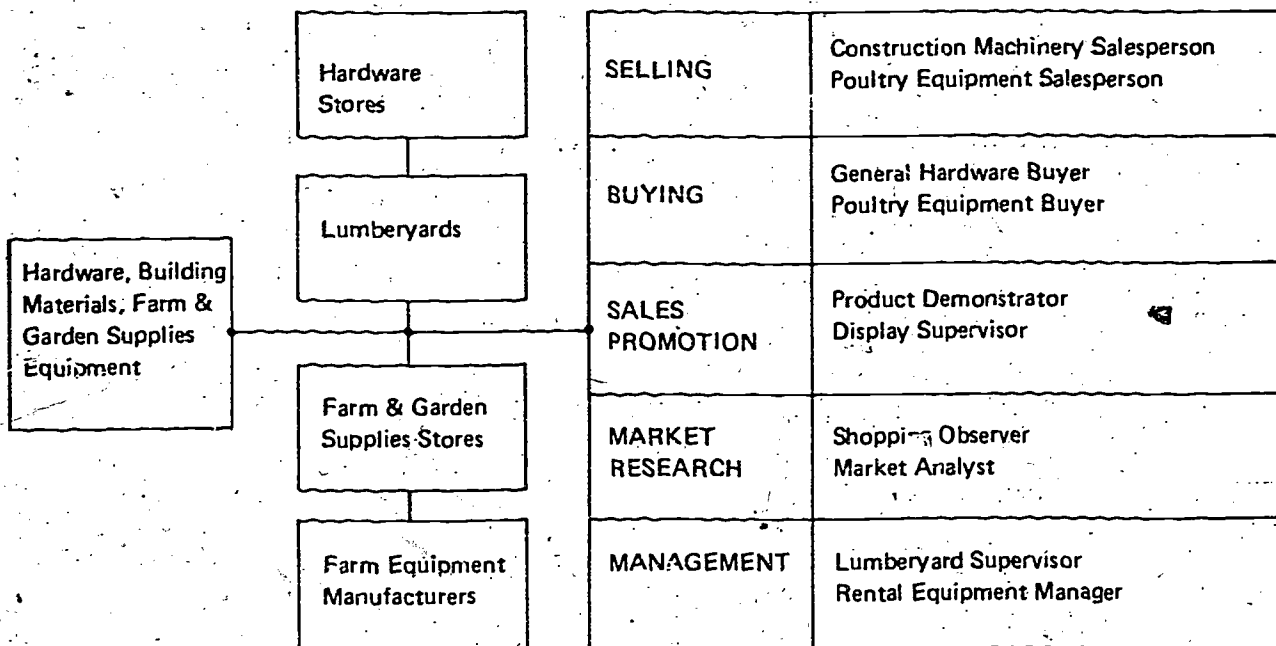 Hardware, Building
Materials, Farm &
Garden Supplies
Equipment
Hardware
Stores
Lumberyards
Farm & Garden
Supplies Stores
Farm Equipment
Manufacturers
SELLING
Construction Machinery Salesperson
Poultry Equipment Salesperson
BUYING
General Hardware Buyer
Poultry Equipment Buyer
SALES
PROMOTION
Product Demonstrator
Display Supervisor
MARKET
RESEARCH
Shopping Observer
Market Analyst
MANAGEMENT
Lumberyard Supervisor
Rental Equipment Manager